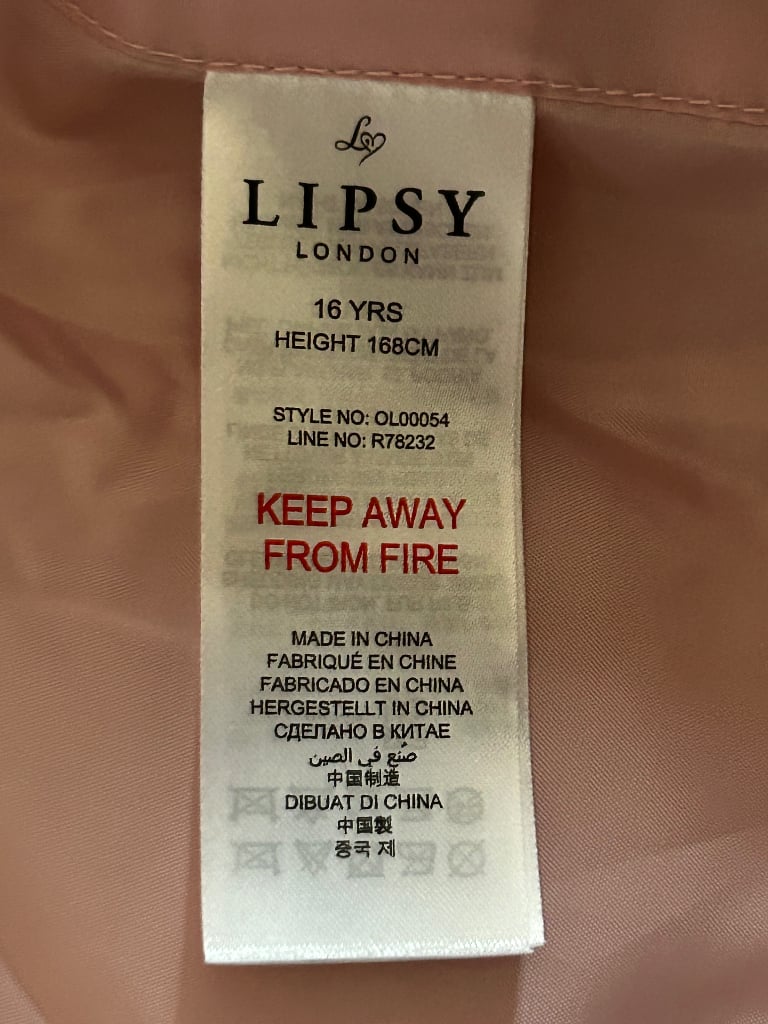 LIPSY
LONDON
16 YRS
HEIGHT 168CM
STYLE NO: OL00054
LINE NO: R78232
KEEP AWAY
FROM FIRE
MADE IN CHINA
FABRIQUÉ EN CHINE
FABRICADO EN CHINA
HERGESTELLT IN CHINA
СДЕЛАНО В КИТАЕ
صُنع في الصين
中国制造
DIBUAT DI CHINA
中国製
중국 제